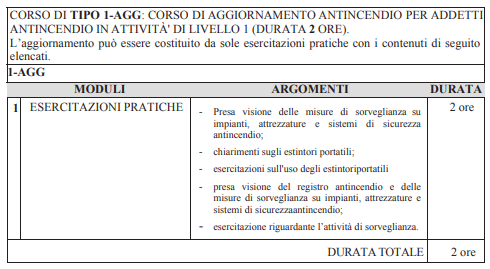 CORSO DI TIPO 1-AGG: CORSO DI AGGIORNAMENTO ANTINCENDIO PER ADDETTI
ANTINCENDIO IN ATTIVITÀ' DI LIVELLO 1 (DURATA 2 ORE).
L'aggiornamento può essere costituito da sole esercitazioni pratiche con i contenuti di seguito
elencati.
1-AGG
MODULI ARGOMENTI DURATA
1 ESERCITAZIONI PRATICHE - Presa visione delle misure di sorveglianza su 2 ore
impianti, attrezzature e sistemi di sicurezza
antincendio;
- chiarimenti sugli estintori portatili;
- esercitazioni sull'uso degli estintoriportatili
- presa visione del registro antincendio e delle
misure di sorveglianza su impianti, attrezzature e
sistemi di sicurezzaantincendio;
- esercitazione riguardante l'attività di sorveglianza.
DURATA TOTALE 2 ore